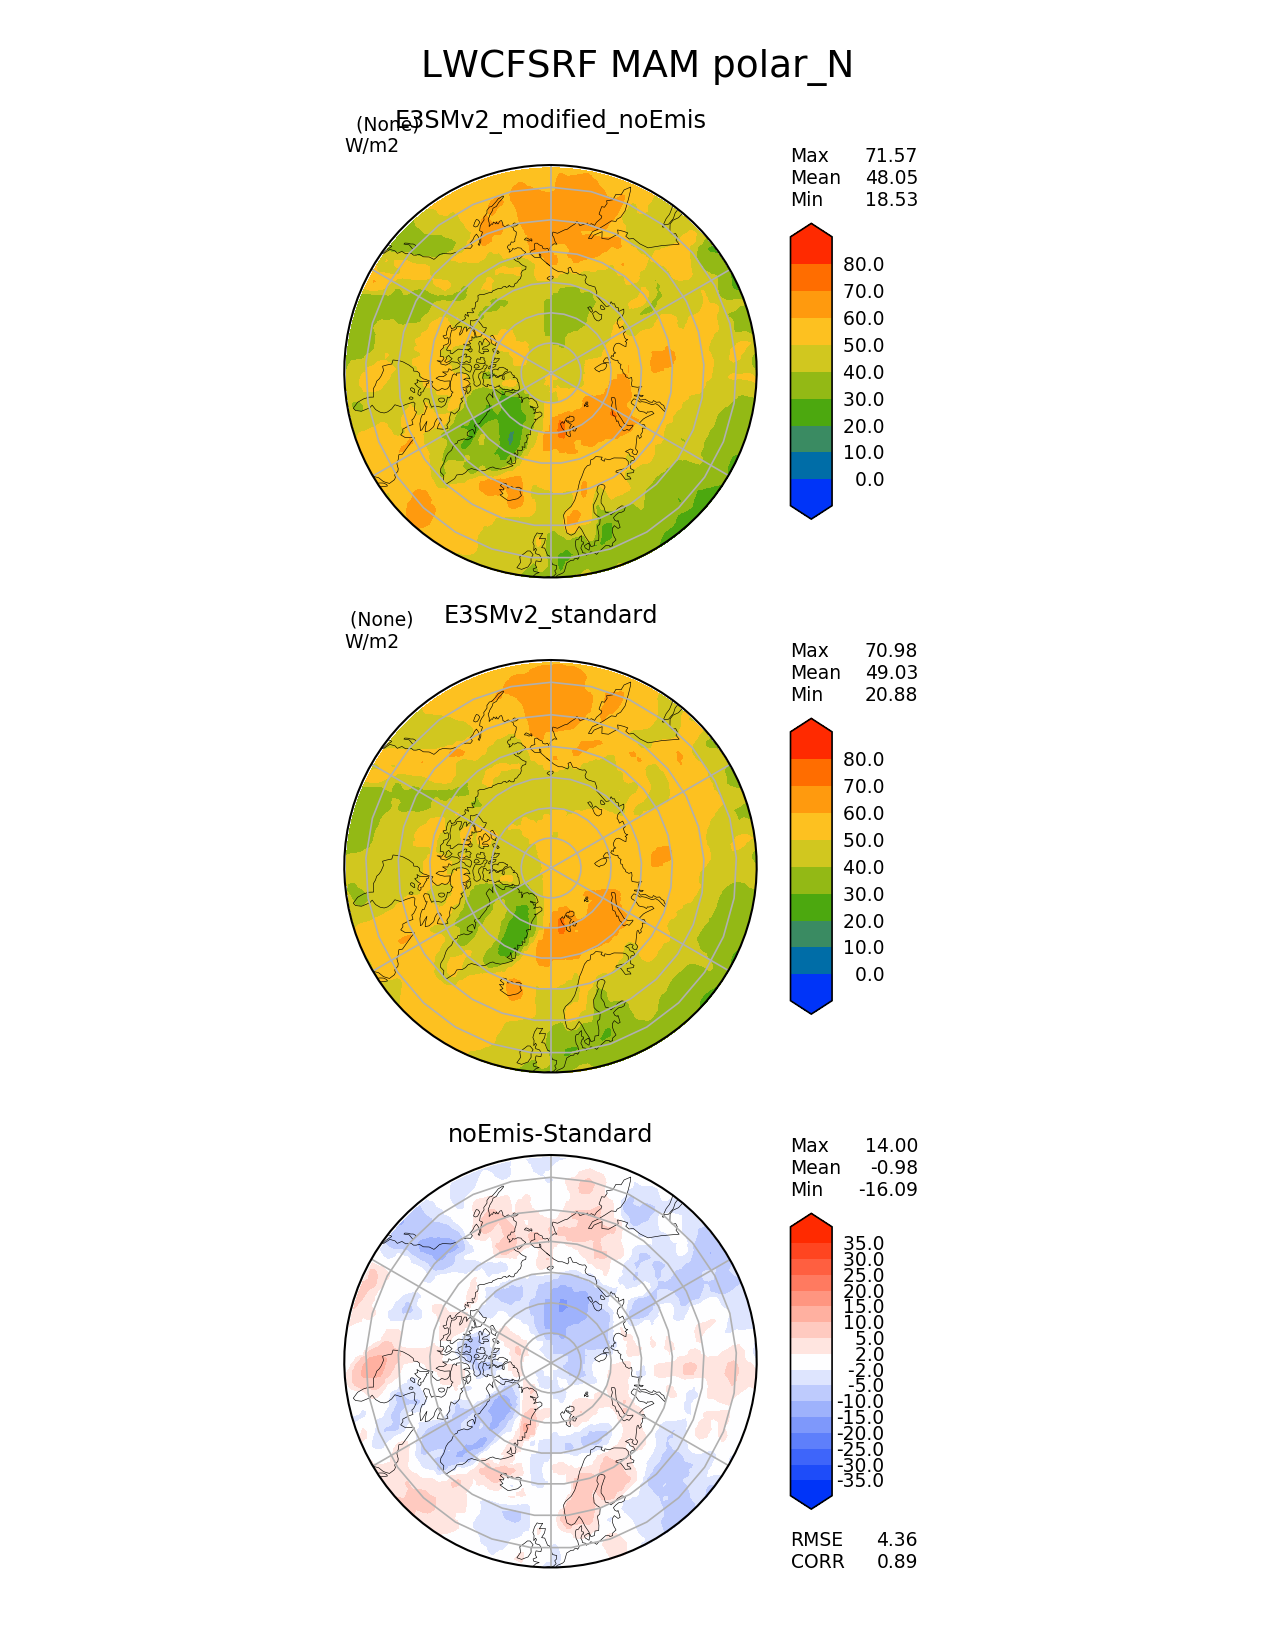 LWCFSRF MAM polar_N
(None)
E3SMv2_modified_noEmis
W/m2
Max 71.57
Mean 48.05
Min 18.53
80.0
70.0
60.0
50.0
40.0
30.0
20.0
10.0
0.0
(None)
E3SMv2_standard
W/m2
Max 70.98
Mean 49.03
Min 20.88
80.0
70.0
60.0
50.0
40.0
30.0
20.0
10.0
0.0
noEmis-Standard
Max 14.00
Mean -0.98
Min -16.09
35.0
30.0
25.0
20.0
15.0
10.0
5.0
2.0
-2.0
-5.0
-10.0
-15.0
-20.0
-25.0
-30.0
-35.0
RMSE 4.36
CORR 0.89